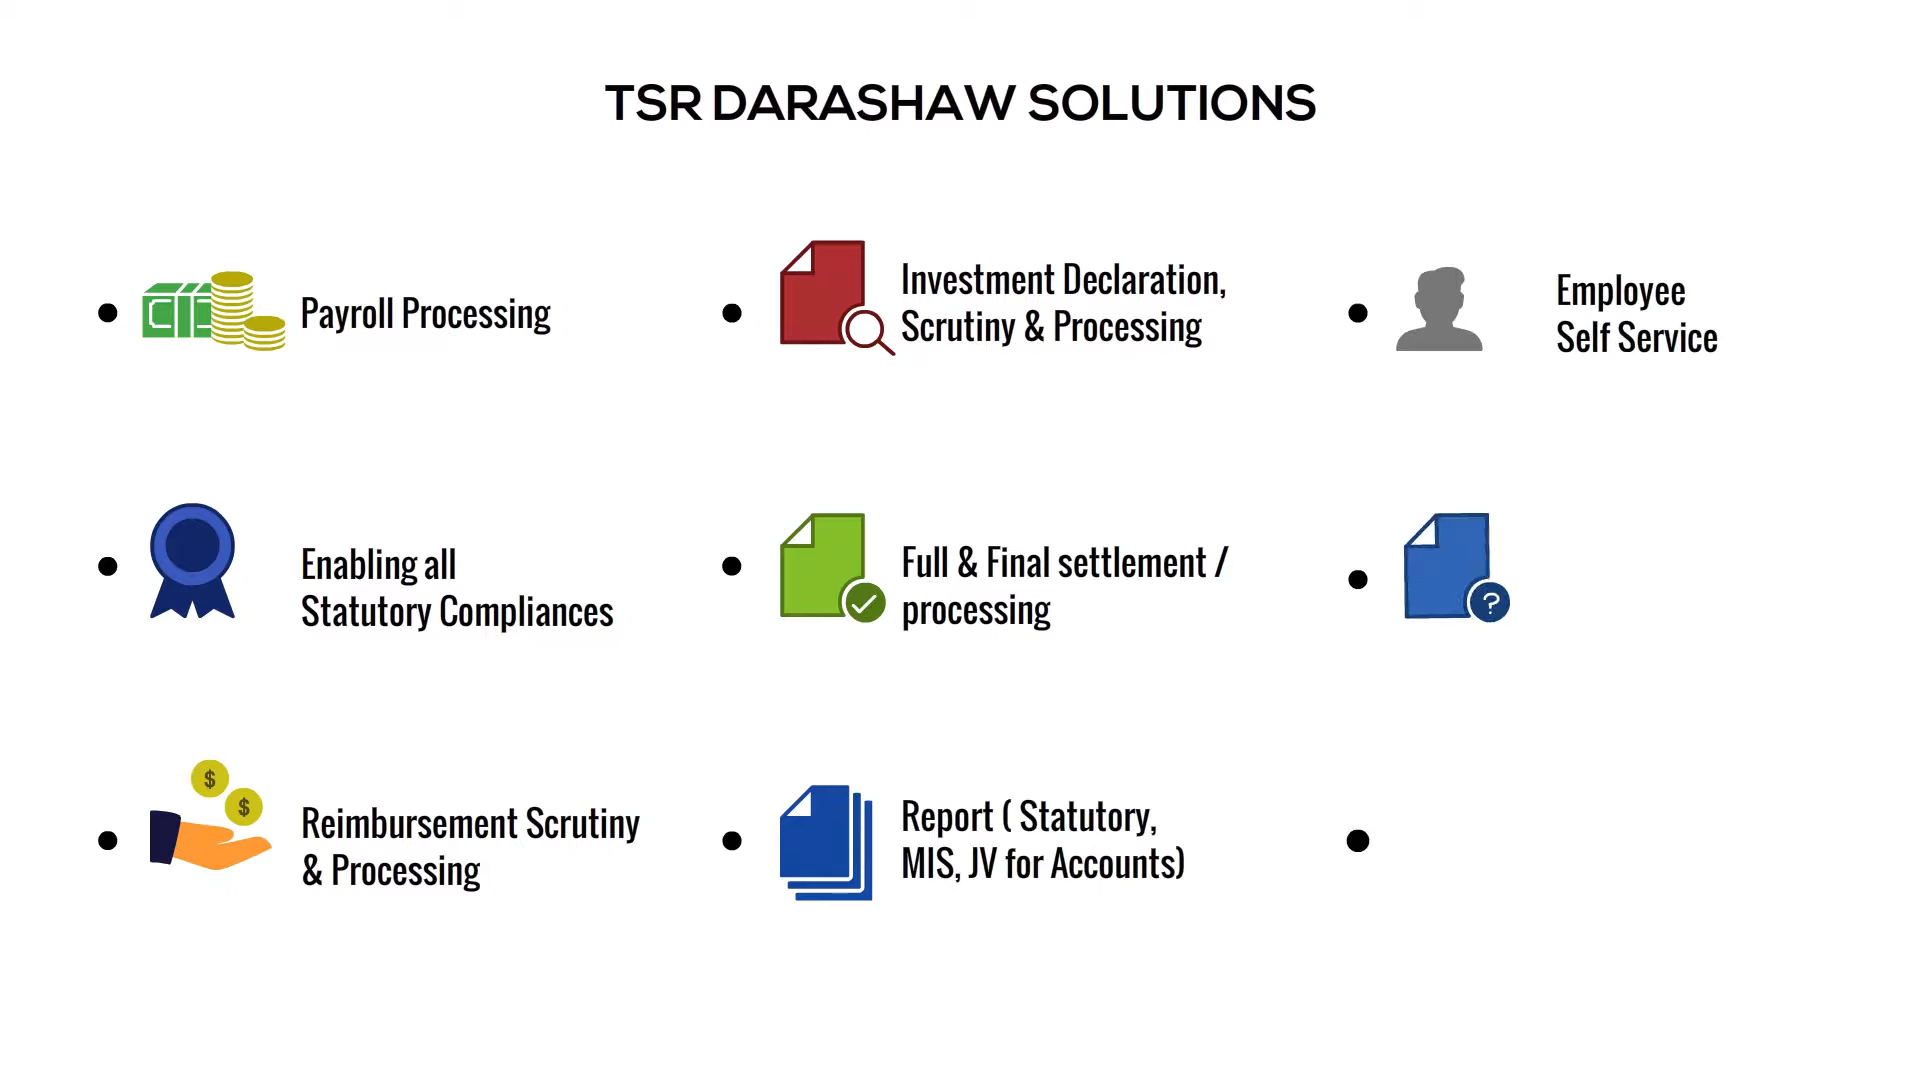 TSR DARASHAW SOLUTIONS
Payroll Processing
Investment Declaration,
Scrutiny & Processing
Employee
Self Service
Enabling all
Statutory Compliances
Full & Final settlement /
processing
?
$
$
Reimbursement Scrutiny
& Processing
Report ( Statutory,
MIS, JV for Accounts)